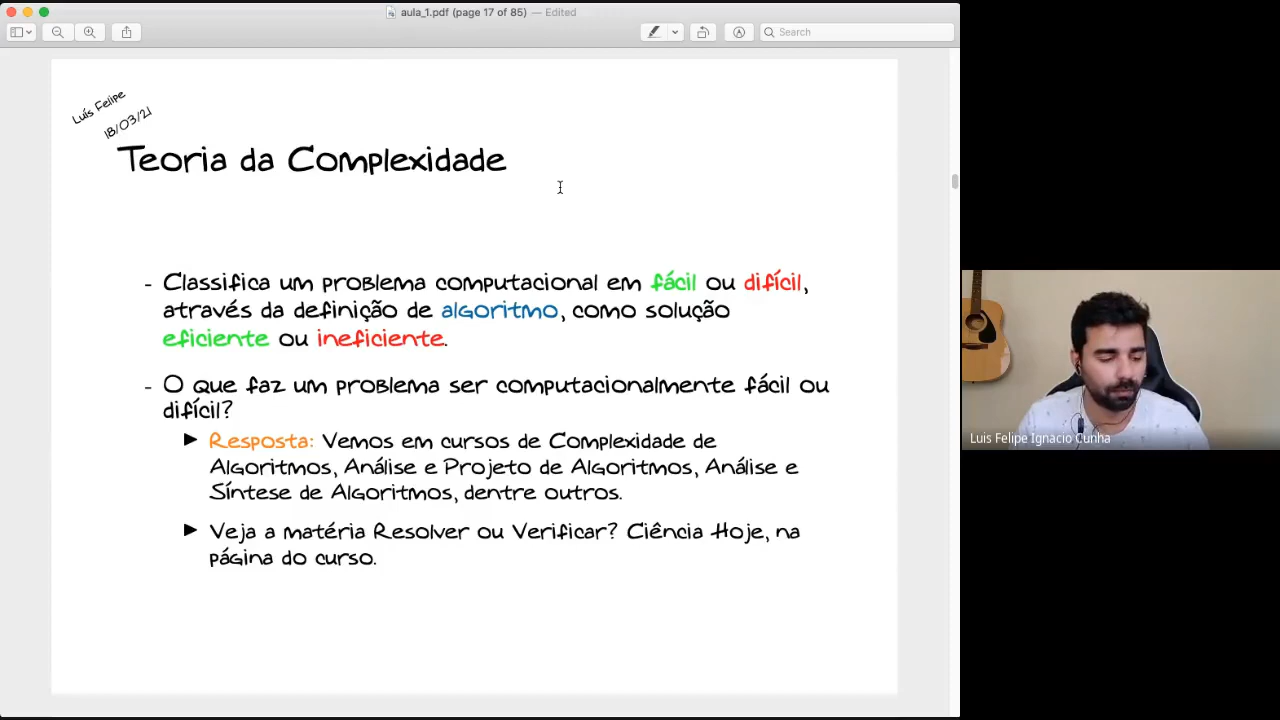 aula_1.pdf (page 17 of 85) — Edited
Search
Luís Felipe
18/03/21
Teoria da Complexidade
- Classifica um problema computacional em fácil ou difícil,
através da definição de algoritmo, como solução
eficiente ou ineficiente.
- O que faz um problema ser computacionalmente fácil ou
difícil?
▶ Resposta: Vemos em cursos de Complexidade de
Algoritmos, Análise e Projeto de Algoritmos, Análise e
Síntese de Algoritmos, dentre outros.
▶ Veja a matéria Resolver ou Verificar? Ciência Hoje, na
página do curso.
Luis Felipe Ignacio Cunha